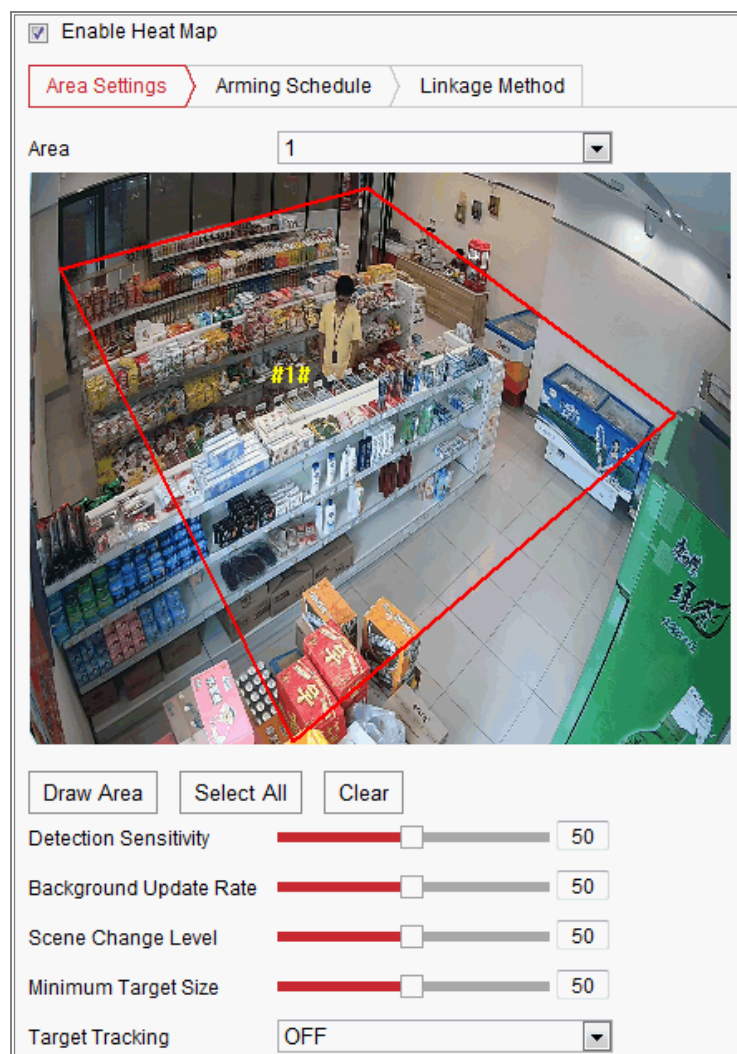 Enable Heat Map
Area Settings
Arming Schedule
Linkage Method
Area
1
#1#
Draw Area
Select All
Clear
Detection Sensitivity
50
Background Update Rate
50
Scene Change Level
50
Minimum Target Size
50
Target Tracking
OFF